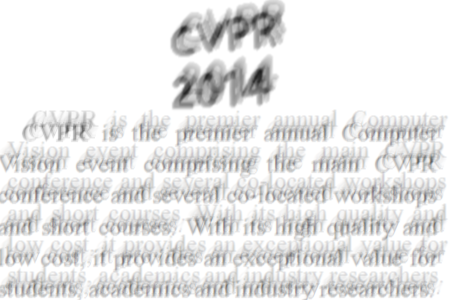 CVPR
2014
CVPR is the premier annual Computer
Vision event comprising the main CVPR
conference and several co-located workshops
and short courses. With its high quality and
low cost, it provides an exceptional value for
students, academics and industry researchers.